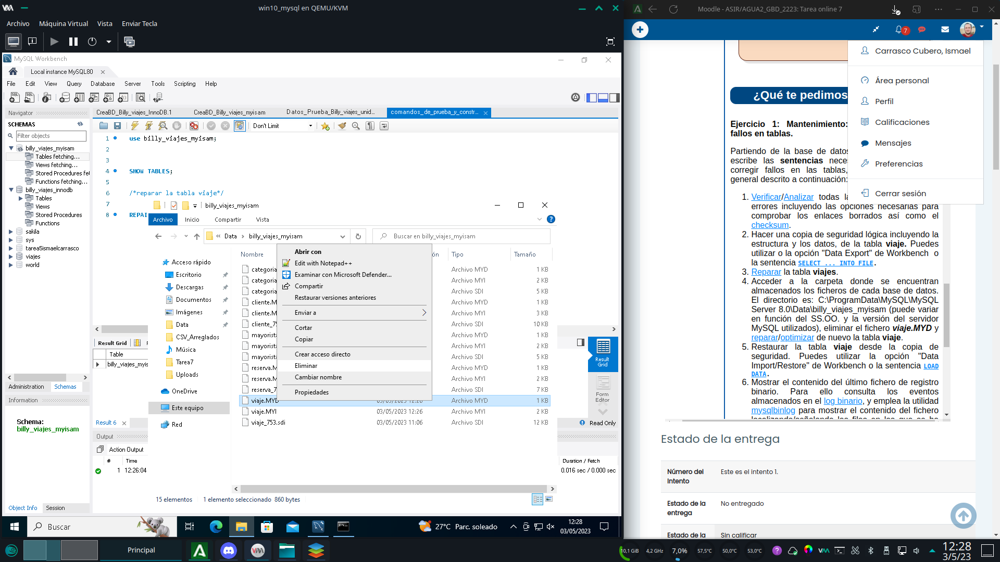 win10_mysql en QEMU/KVM
Archivo Máquina Virtual Vista Enviar Tecla
MySQL Workbench
Local instance MySQL80
File Edit View Query Database Server Tools Scripting Help
Navigator
SCHEMAS
Filter objects
billy_viajes_myisam
Tables fetching...
Views fetching...
Stored Procedures fet
Functions fetching...
billy_viajes_innodb
Tables
Views
Stored Procedures
Functions
sakila
sys
tarea5ismaelcarrasco
viajes
world
Administration Schemas
Information
Schema:
billy_viajes_myisam
Object Info Session
CreaBD_Billy_viajes_InnoDB.1 CreaBD_Billy_viajes_myisam Datos_Prueba_Billy_viajes_unid... comandos_de_prueba_y_constr...
Don't Limit
1 use billy_viajes_myisam;
2
3
4 SHOW TABLES;
5
6 /*reparar la tabla viaje*/
7
8 REPAI
Result Grid
Table
billy_viajes_myis
Result 6
Output
Action Output
# Time
1 12:26:04
Duration / Fetch
0.016 sec / 0.000 sec
Result Grid
Form Editor
Read Only
billy_viajes_myisam
Archivo Inicio Compartir Vista
« Data › billy_viajes_myisam
Buscar en billy_viajes_myisam
Acceso rápido
Escritorio
Descargas
Documentos
Imágenes
Data
CSV_Arreglados
Música
Tarea7
Uploads
OneDrive
Este equipo
Red
Nombre ón Tipo Tamaño
categoria Archivo MYD 1 KB
categoria Archivo MYI 2 KB
categoria Archivo SDI 5 KB
cliente.M Archivo MYD 1 KB
cliente.M Archivo MYI 3 KB
cliente_75 Archivo SDI 10 KB
mayorist Archivo MYD 1 KB
mayorist Archivo MYI 2 KB
mayorist Archivo SDI 5 KB
reserva.M Archivo MYD 1 KB
reserva.M Archivo MYI 2 KB
reserva_7 Archivo SDI 7 KB
viaje.MYD 03/05/2023 12:26 Archivo MYD 1 KB
viaje.MYI 03/05/2023 12:26 Archivo MYI 2 KB
viaje_753.sdi 03/05/2023 11:06 Archivo SDI 12 KB
15 elementos 1 elemento seleccionado 860 bytes
Abrir con
Edit with Notepad++
Examinar con Microsoft Defender...
Compartir
Restaurar versiones anteriores
Enviar a
Cortar
Copiar
Crear acceso directo
Eliminar
Cambiar nombre
Propiedades
Buscar
27°C Parc. soleado
12:28
03/05/2023
Moodle - ASIR/AGUA2_GBD_2223: Tarea online 7
7
Carrasco Cubero, Ismael
Área personal
Perfil
Calificaciones
Mensajes
Preferencias
Cerrar sesión
¿Qué te pedimos
Ejercicio 1: Mantenimiento:
fallos en tablas.
Partiendo de la base de datos
escribe las sentencias neces
corregir fallos en las tablas,
general descrito a continuación:
1. Verificar/Analizar todas l
errores incluyendo las opciones necesarias para
comprobar los enlaces borrados así como el
checksum.
2. Hacer una copia de seguridad lógica incluyendo la
estructura y los datos, de la tabla viaje. Puedes
utilizar o la opción "Data Export" de Workbench o
la sentencia SELECT ... INTO FILE.
3. Reparar la tabla viajes.
4. Acceder a la carpeta donde se encuentran
almacenados los ficheros de cada base de datos.
El directorio es: C:\ProgramData\MySQL\MySQL
Server 8.0\Data\billy_viajes_myisam (puede variar
en función del SS.OO. y la versión del servidor
MySQL utilizados), eliminar el fichero viaje.MYD y
reparar/optimizar de nuevo la tabla viaje.
5. Restaurar la tabla viaje desde la copia de
seguridad. Puedes utilizar la opción "Data
Import/Restore" de Workbench o la sentencia LOAD
DATA.
6. Mostrar el contenido del último fichero de registro
binario. Para ello consulta los eventos
almacenados en el log binario, y emplea la utilidad
mysqlbinlog para mostrar el contenido del fichero
Estado de la entrega
Número del intento Este es el intento 1.
Estado de la entrega No entregado
Estado de la Sin calificar
Principal
10,1 GiB 4,2 GHz 7,0% 57,5°C 50,0°C 53,0°C
12:28
3/5/23